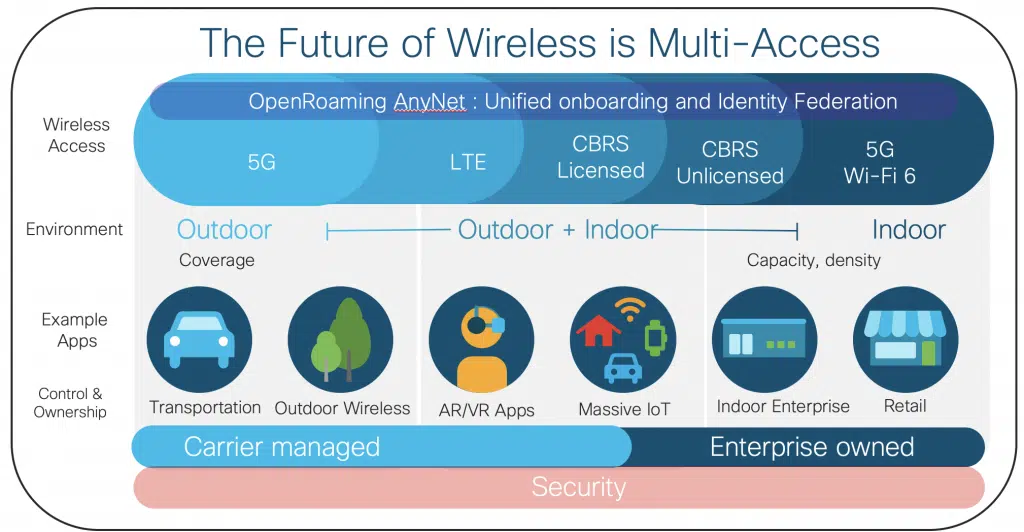 The Future of Wireless is Multi-Access
OpenRoaming AnyNet : Unified onboarding and Identity Federation
Wireless
Access
5G
LTE
CBRS
Licensed
CBRS
Unlicensed
5G
Wi-Fi 6
Environment
Outdoor
Outdoor + Indoor
Indoor
Coverage
Capacity, density
Example
Apps
Transportation
Outdoor Wireless
AR/VR Apps
Massive IoT
Indoor Enterprise
Retail
Control &
Ownership
Carrier managed
Enterprise owned
Security